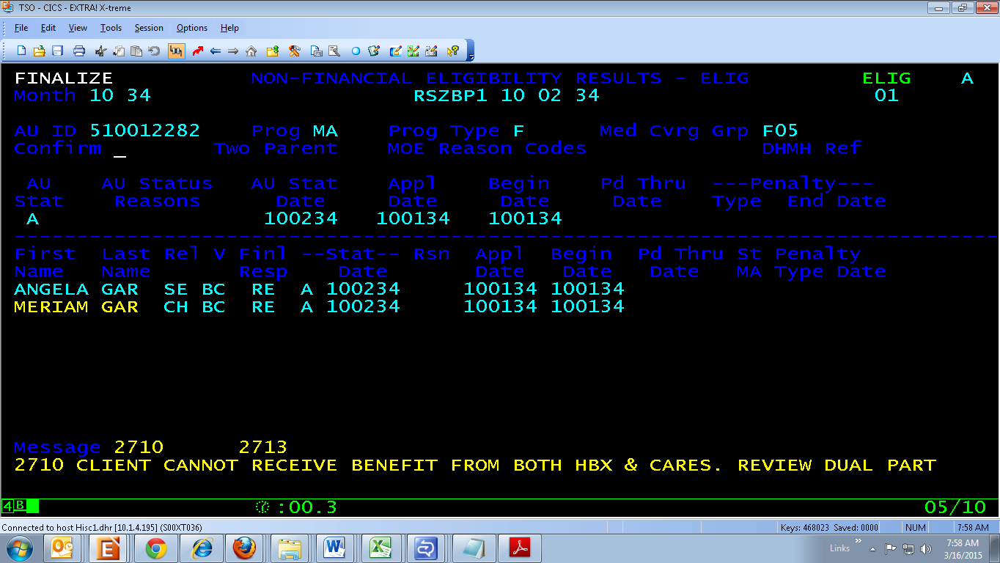 TSO - CICS - EXTRA! X-treme
File Edit View Tools Session Options Help
FINALIZE NON-FINANCIAL ELIGIBILITY RESULTS - ELIG ELIG A
Month 10 34 RSZBP1 10 02 34 01
AU ID 510012282 Prog MA Prog Type F Med Cvrg Grp F05
Confirm _ Two Parent MOE Reason Codes DHMH Ref
AU AU Status AU Stat Appl Begin Pd Thru ---Penalty---
Stat Reasons Date Date Date Date Type End Date
A 100234 100134 100134
--------------------------------------------------------------------------------
First Last Rel V Finl --Stat-- Rsn Appl Begin Pd Thru St Penalty
Name Name Resp Date Date Date Date MA Type Date
ANGELA GAR SE BC RE A 100234 100134 100134
MERIAM GAR CH BC RE A 100234 100134 100134
Message 2710 2713
2710 CLIENT CANNOT RECEIVE BENEFIT FROM BOTH HBX & CARES. REVIEW DUAL PART
4B :00.3 05/10
Connected to host Hisc1.dhr [10.1.4.195] (S00XT036) Keys: 468023 Saved: 0000 NUM 7:58 AM
Links » 7:58 AM
3/16/2015